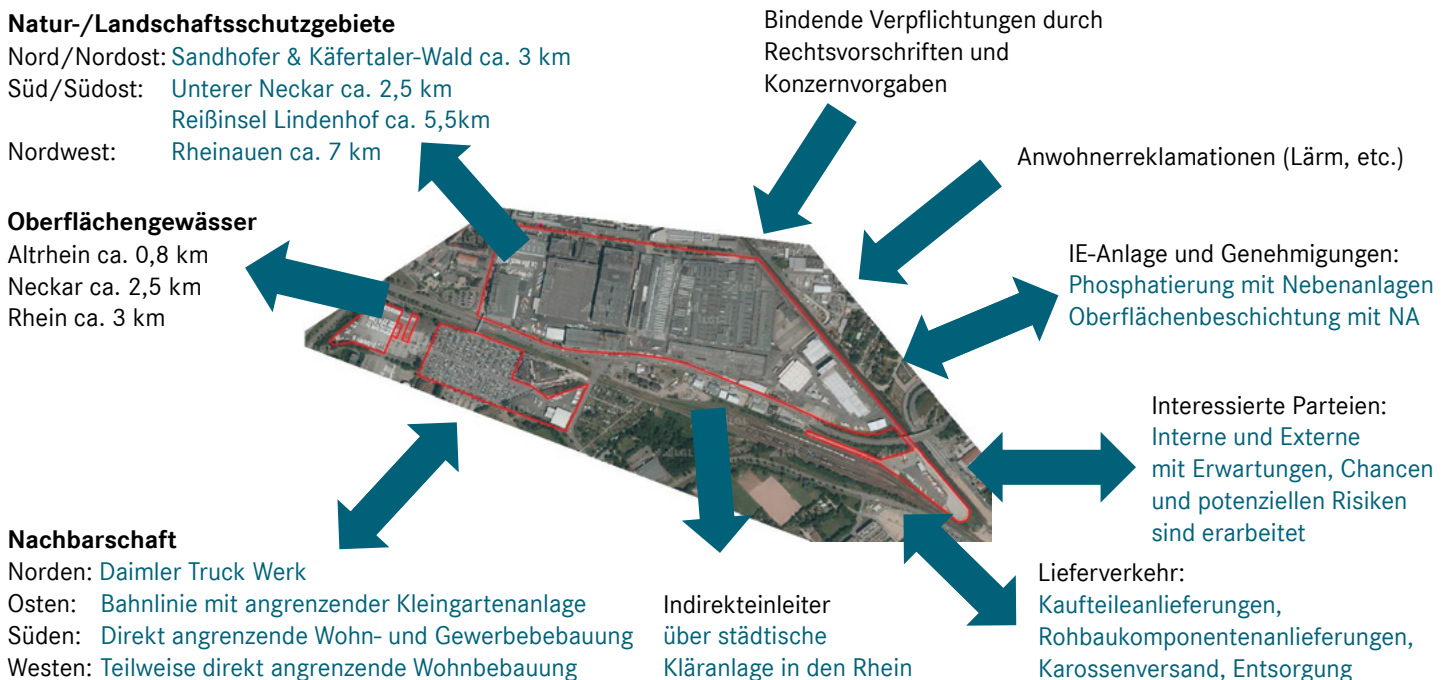 Natur-/Landschaftsschutzgebiete
Nord/Nordost: Sandhofer & Käfertaler-Wald ca. 3 km
Süd/Südost: Unterer Neckar ca. 2,5 km
Reißinsel Lindenhof ca. 5,5km
Nordwest: Rheinauen ca. 7 km
Oberflächengewässer
Altrhein ca. 0,8 km
Neckar ca. 2,5 km
Rhein ca. 3 km
Bindende Verpflichtungen durch
Rechtsvorschriften und
Konzernvorgaben
Anwohnerreklamationen (Lärm, etc.)
IE-Anlage und Genehmigungen:
Phosphatierung mit Nebenanlagen
Oberflächenbeschichtung mit NA
Interessierte Parteien:
Interne und Externe
mit Erwartungen, Chancen
und potenziellen Risiken
sind erarbeitet
Nachbarschaft
Norden: Daimler Truck Werk
Osten: Bahnlinie mit angrenzender Kleingartenanlage
Süden: Direkt angrenzende Wohn- und Gewerbebebauung
Westen: Teilweise direkt angrenzende Wohnbebauung
Indirekteinleiter
über städtische
Kläranlage in den Rhein
Lieferverkehr:
Kaufteileanlieferungen,
Rohbaukomponentenanlieferungen,
Karossenversand, Entsorgung